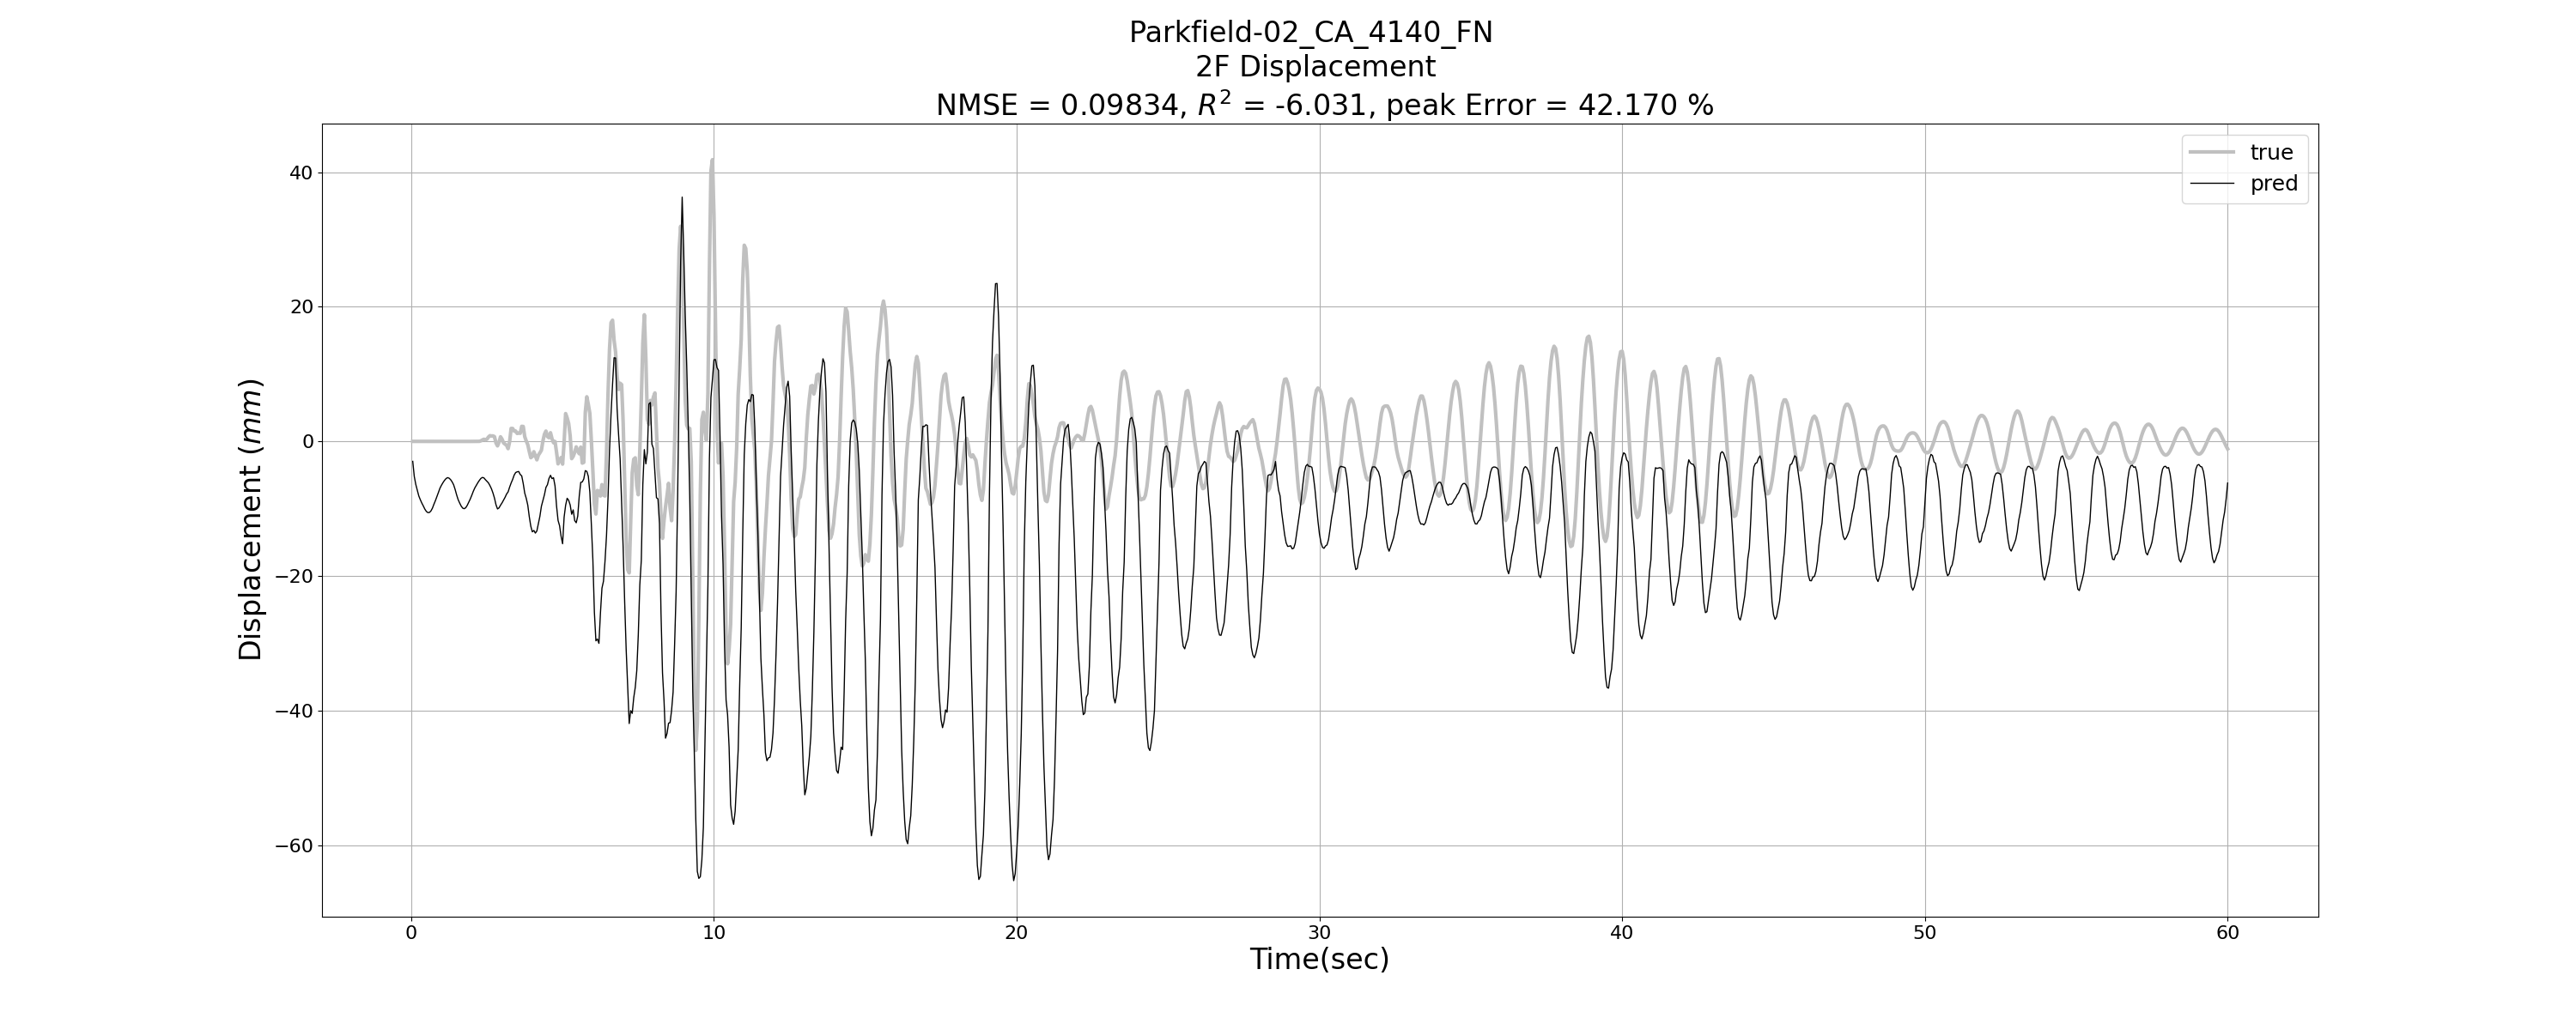 Parkfield-02_CA_4140_FN
2F Displacement
NMSE = 0.09834, R² = -6.031, peak Error = 42.170 %
true
pred
Displacement (mm)
40
20
0
−20
−40
−60
0 10 20 30 40 50 60
Time(sec)